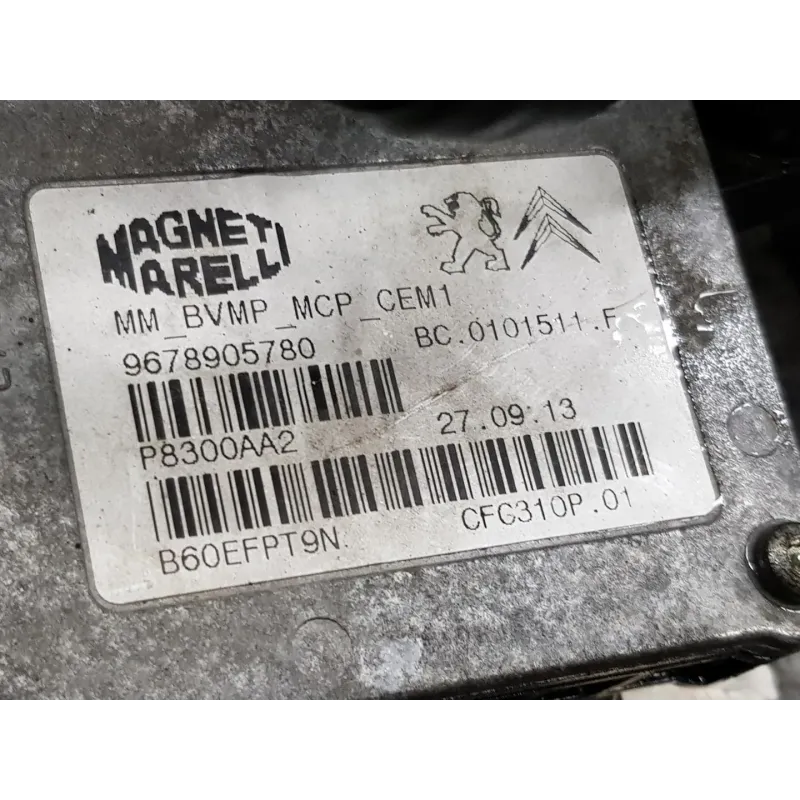 MAGNETI
MARELLI
MM_BVMP_MCP_CEM1
9678905780
BC.0101511.F
P8300AA2
27.09.13
B60EFPT9N
CFG310P.01